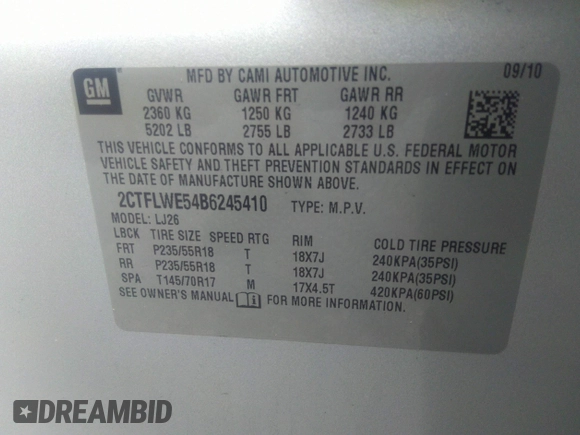 GM
MFD BY CAMI AUTOMOTIVE INC. 09/10
GVWR GAWR FRT GAWR RR
2360 KG 1250 KG 1240 KG
5202 LB 2755 LB 2733 LB
THIS VEHICLE CONFORMS TO ALL APPLICABLE U.S. FEDERAL MOTOR
VEHICLE SAFETY AND THEFT PREVENTION STANDARDS IN EFFECT ON
THE DATE OF MANUFACTURE SHOWN ABOVE.
2CTFLWE54B6245410 TYPE: M.P.V.
MODEL: LJ26
LBCK TIRE SIZE SPEED RTG RIM COLD TIRE PRESSURE
FRT P235/55R18 T 18X7J 240KPA(35PSI)
RR P235/55R18 T 18X7J 240KPA(35PSI)
SPA T145/70R17 M 17X4.5T 420KPA(60PSI)
SEE OWNER'S MANUAL FOR MORE INFORMATION.
DREAMBID